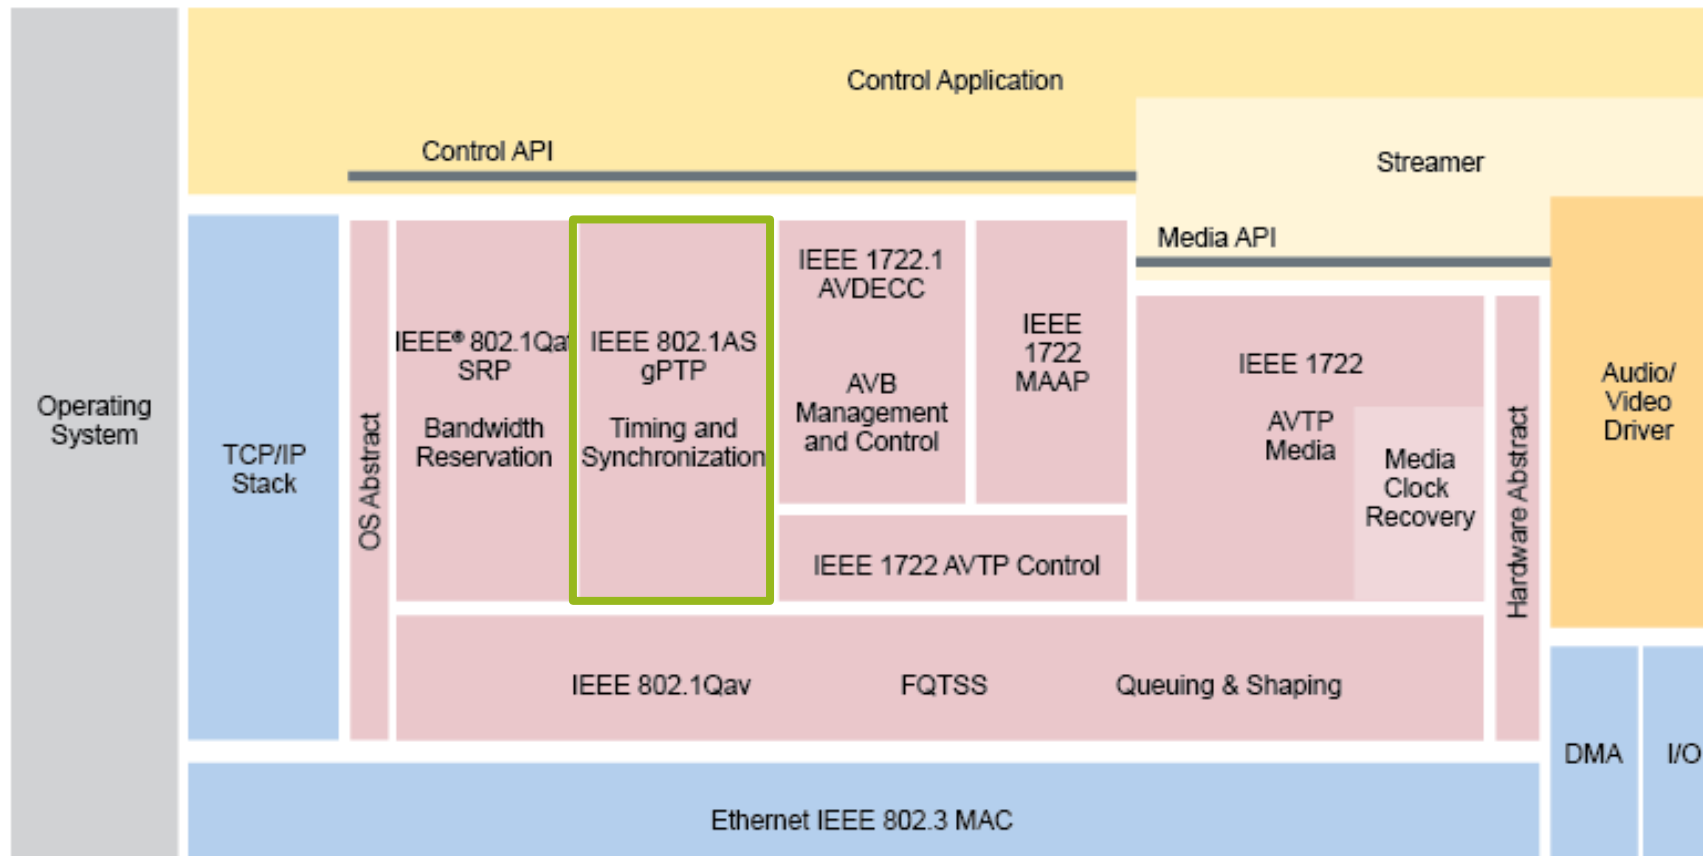 Control Application
Control API
Streamer
Media API
Operating
System
TCP/IP
Stack
OS Abstract
IEEE® 802.1Qat
SRP
Bandwidth
Reservation
IEEE 802.1AS
gPTP
Timing and
Synchronization
IEEE 1722.1
AVDECC
AVB
Management
and Control
IEEE
1722
MAAP
IEEE 1722 AVTP Control
IEEE 1722
AVTP
Media
Media
Clock
Recovery
Hardware Abstract
Audio/
Video
Driver
IEEE 802.1Qav FQTSS Queuing & Shaping
DMA
I/O
Ethernet IEEE 802.3 MAC